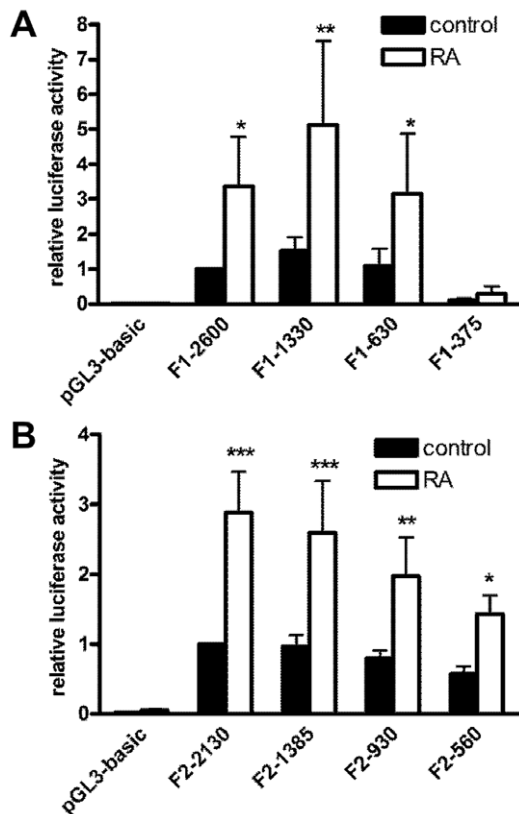 A
relative luciferase activity
8
7
6
5
4
3
2
1
0
control
RA
*
**
*
pGL3-basic
F1-2600
F1-1330
F1-630
F1-375
B
relative luciferase activity
4
3
2
1
0
control
RA
***
***
**
*
pGL3-basic
F2-2130
F2-1385
F2-930
F2-560